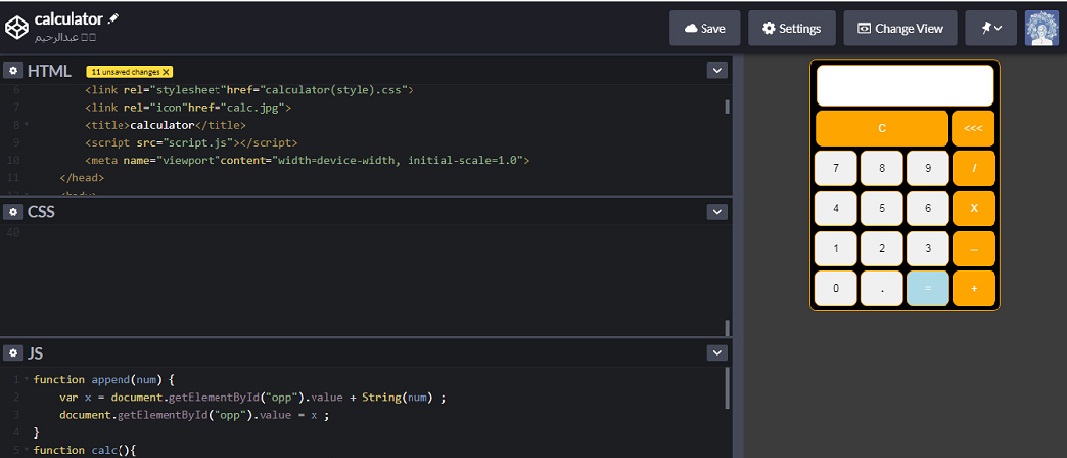 calculator
عبدالرحيم
Save
Settings
Change View
HTML
11 unsaved changes X
6 <link rel="stylesheet"href="calculator(style).css">
7 <link rel="icon"href="calc.jpg">
8 <title>calculator</title>
9 <script src="script.js"></script>
10 <meta name="viewport"content="width=device-width, initial-scale=1.0">
11 </head>
12 <body>
CSS
40
JS
1 function append(num) {
2 var x = document.getElementById("opp").value + String(num) ;
3 document.getElementById("opp").value = x ;
4 }
5 function calc(){
C <<<
7 8 9 /
4 5 6 X
1 2 3 _
0 . = +